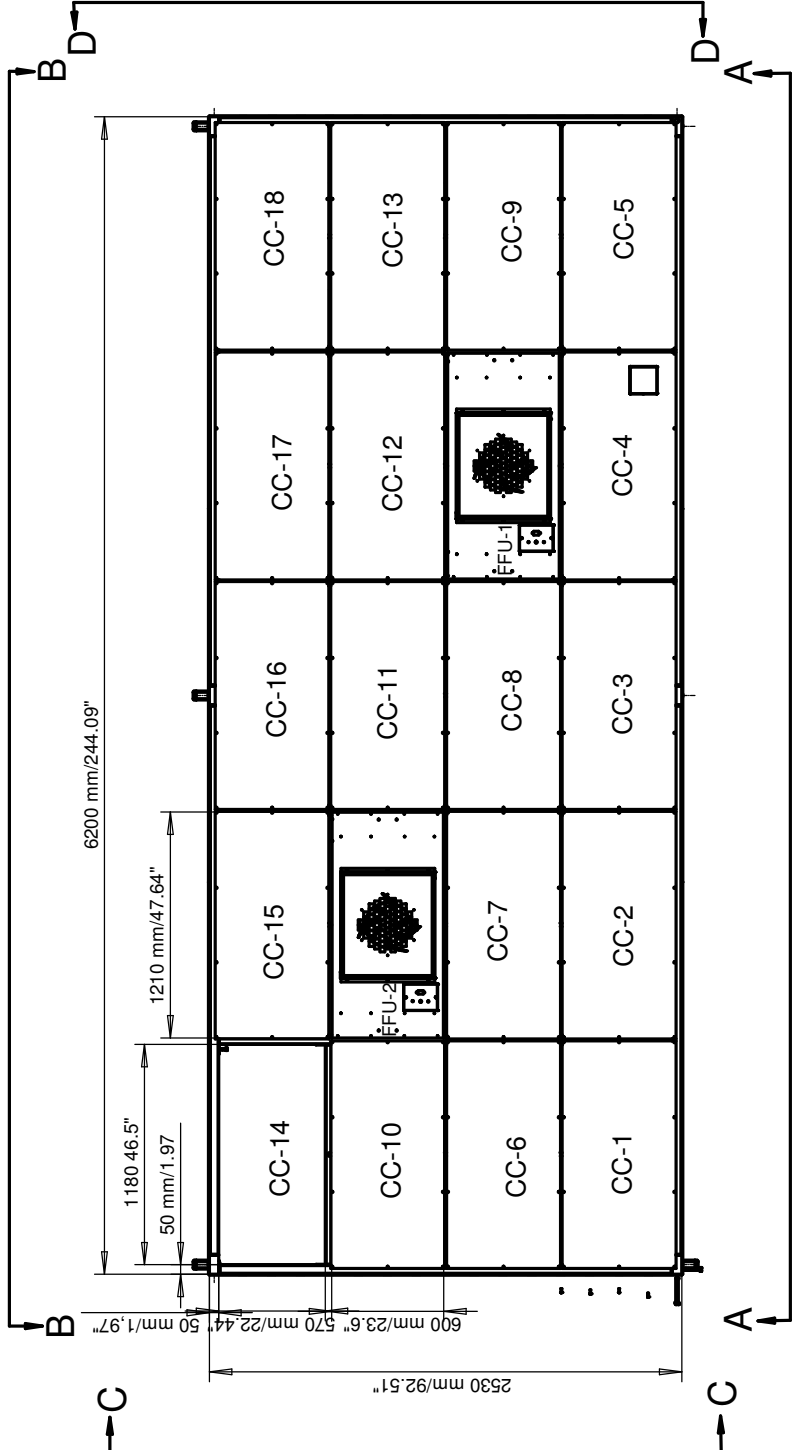 B
B
D
6200 mm/244.09"
C
1180 46.5"
1210 mm/47.64"
50 mm/1.97
50 mm/1,97"
CC-14
CC-15
CC-16
CC-17
CC-18
570 mm/22.44"
CC-10
FFU-2
CC-11
CC-12
CC-13
600 mm/23.6"
2530 mm/92.51"
CC-6
CC-7
CC-8
FFU-1
CC-9
CC-1
CC-2
CC-3
CC-4
CC-5
D
C
A
A